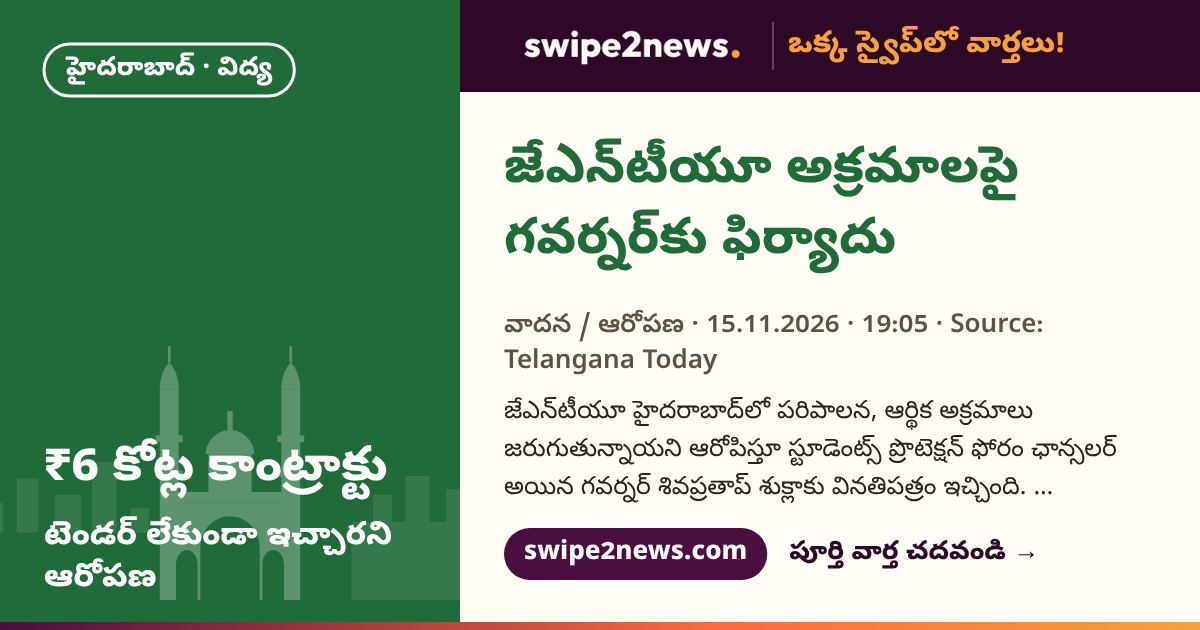 హైదరాబాద్ · విద్య
₹6 కోట్ల కాంట్రాక్టు
టెండర్ లేకుండా ఇచ్చారని
ఆరోపణ
swipe2news.
ఒక్క స్వైప్‌లో వార్తలు!
జేఎన్‌టీయూ అక్రమాలపై
గవర్నర్‌కు ఫిర్యాదు
వాదన / ఆరోపణ · 15.11.2026 · 19:05 · Source:
Telangana Today
జేఎన్‌టీయూ హైదరాబాద్‌లో పరిపాలన, ఆర్థిక అక్రమాలు
జరుగుతున్నాయని ఆరోపిస్తూ స్టూడెంట్స్ ప్రొటెక్షన్ ఫోరం ఛాన్సలర్
అయిన గవర్నర్ శివప్రతాప్ శుక్లాకు వినతిపత్రం ఇచ్చింది. ...
swipe2news.com
పూర్తి వార్త చదవండి →